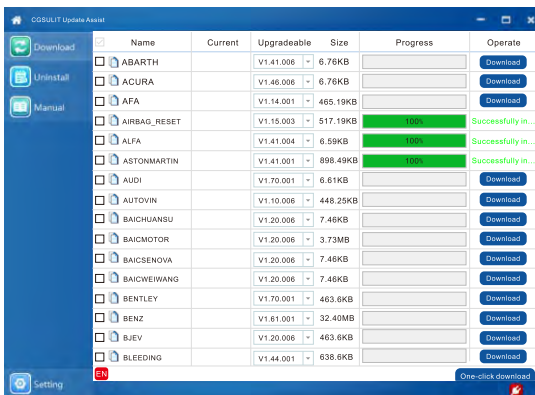 CGSULIT Update Assist
Download
Uninstall
Manual
Name Current Upgradeable Size Progress Operate
ABARTH V1.41.006 6.76KB Download
ACURA V1.46.006 6.76KB Download
AFA V1.14.001 465.19KB Download
AIRBAG_RESET V1.15.003 517.19KB 100% Successfully in...
ALFA V1.41.004 6.59KB 100% Successfully in...
ASTONMARTIN V1.41.001 898.49KB 100% Successfully in...
AUDI V1.70.001 6.61KB Download
AUTOVIN V1.10.006 448.25KB Download
BAICHUANSU V1.20.006 7.46KB Download
BAICMOTOR V1.20.006 3.73MB Download
BAICSENOVA V1.20.006 7.46KB Download
BAICWEIWANG V1.20.006 7.46KB Download
BENTLEY V1.70.001 463.6KB Download
BENZ V1.61.001 32.40MB Download
BJEV V1.20.006 463.6KB Download
BLEEDING V1.44.001 638.6KB Download
EN One-click download
Setting